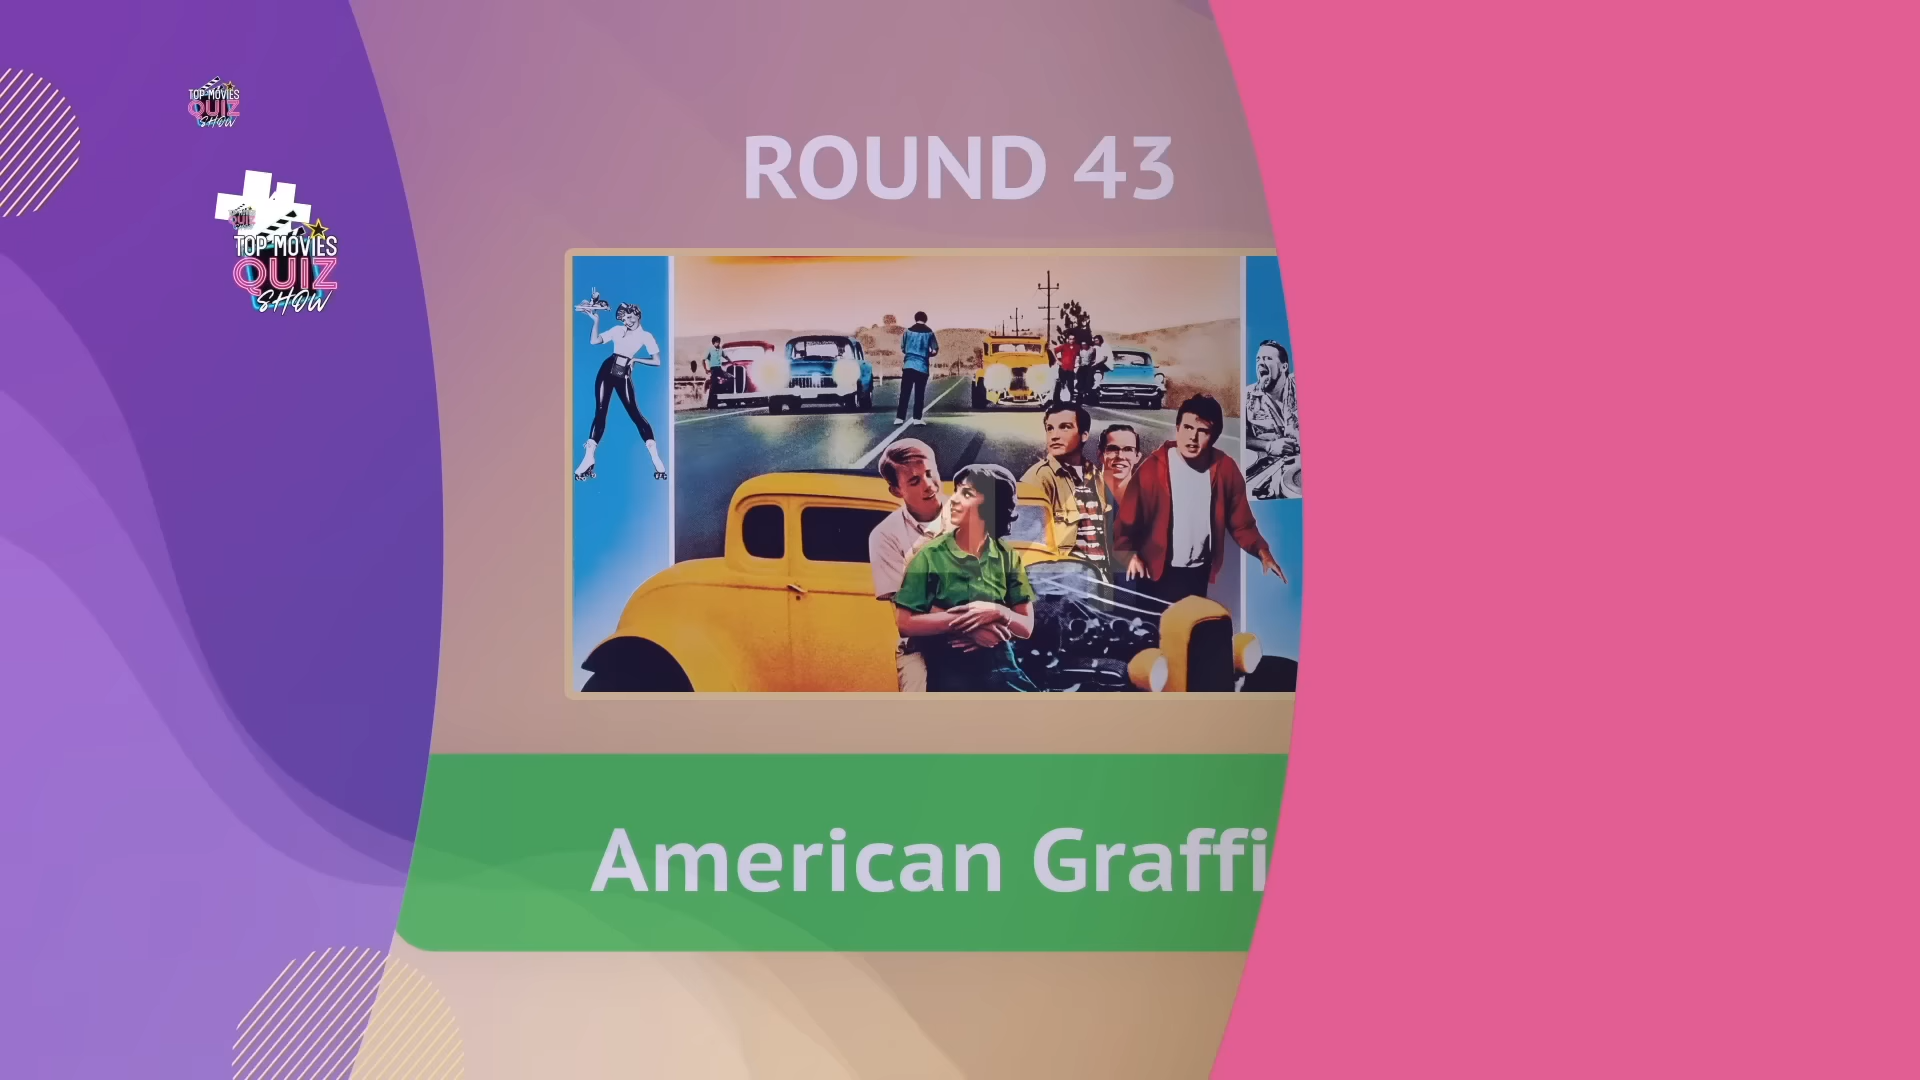 TOP MOVIES
QUIZ
SHOW
TOP MOVIES
QUIZ
SHOW
ROUND 43
American Graffi